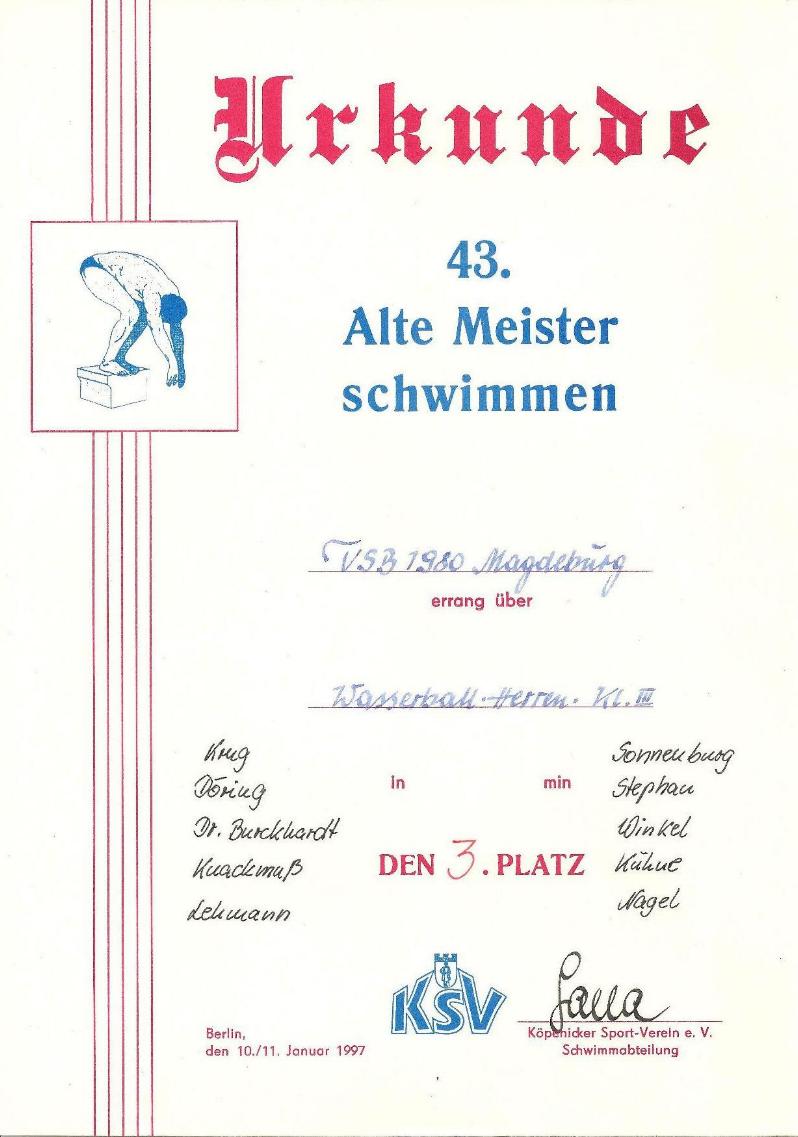 Urkunde
43.
Alte Meister
schwimmen
VSB 1980 Magdeburg
errang über
Wasserball-Herren. Kl. III
Krug
Döring
Dr. Burckhardt
Knackmuß
Lehmann
in min
Sonnenburg
Stephan
Winkel
Kühne
Nagel
DEN 3. PLATZ
KSV
Berlin,
den 10./11. Januar 1997
Köpenicker Sport-Verein e. V.
Schwimmabteilung